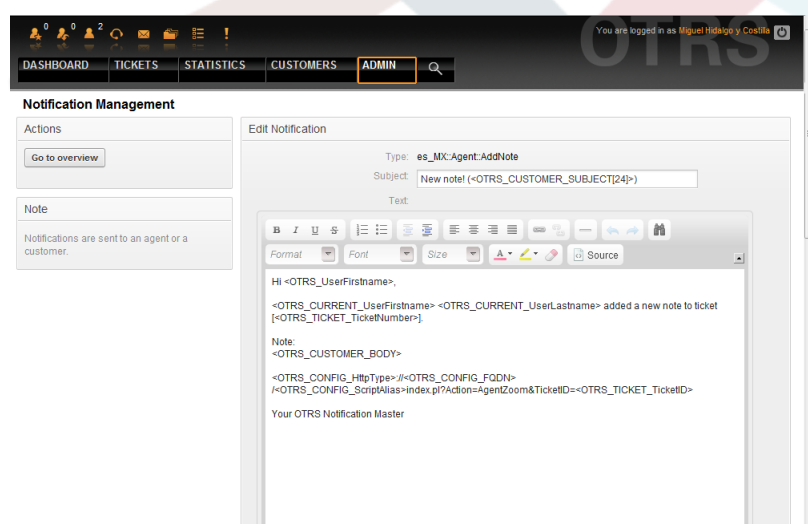 0 0 2
You are logged in as Miguel Hidalgo y Costilla
OTRS
DASHBOARD TICKETS STATISTICS CUSTOMERS ADMIN
Notification Management
Actions
Go to overview
Note
Notifications are sent to an agent or a
customer.
Edit Notification
Type: es_MX::Agent::AddNote
Subject: New note! (<OTRS_CUSTOMER_SUBJECT[24]>)
Text:
B I U S
Format Font Size A Source
Hi <OTRS_UserFirstname>,
<OTRS_CURRENT_UserFirstname> <OTRS_CURRENT_UserLastname> added a new note to ticket
[<OTRS_TICKET_TicketNumber>].
Note:
<OTRS_CUSTOMER_BODY>
<OTRS_CONFIG_HttpType>://<OTRS_CONFIG_FQDN>
/<OTRS_CONFIG_ScriptAlias>index.pl?Action=AgentZoom&TicketID=<OTRS_TICKET_TicketID>
Your OTRS Notification Master